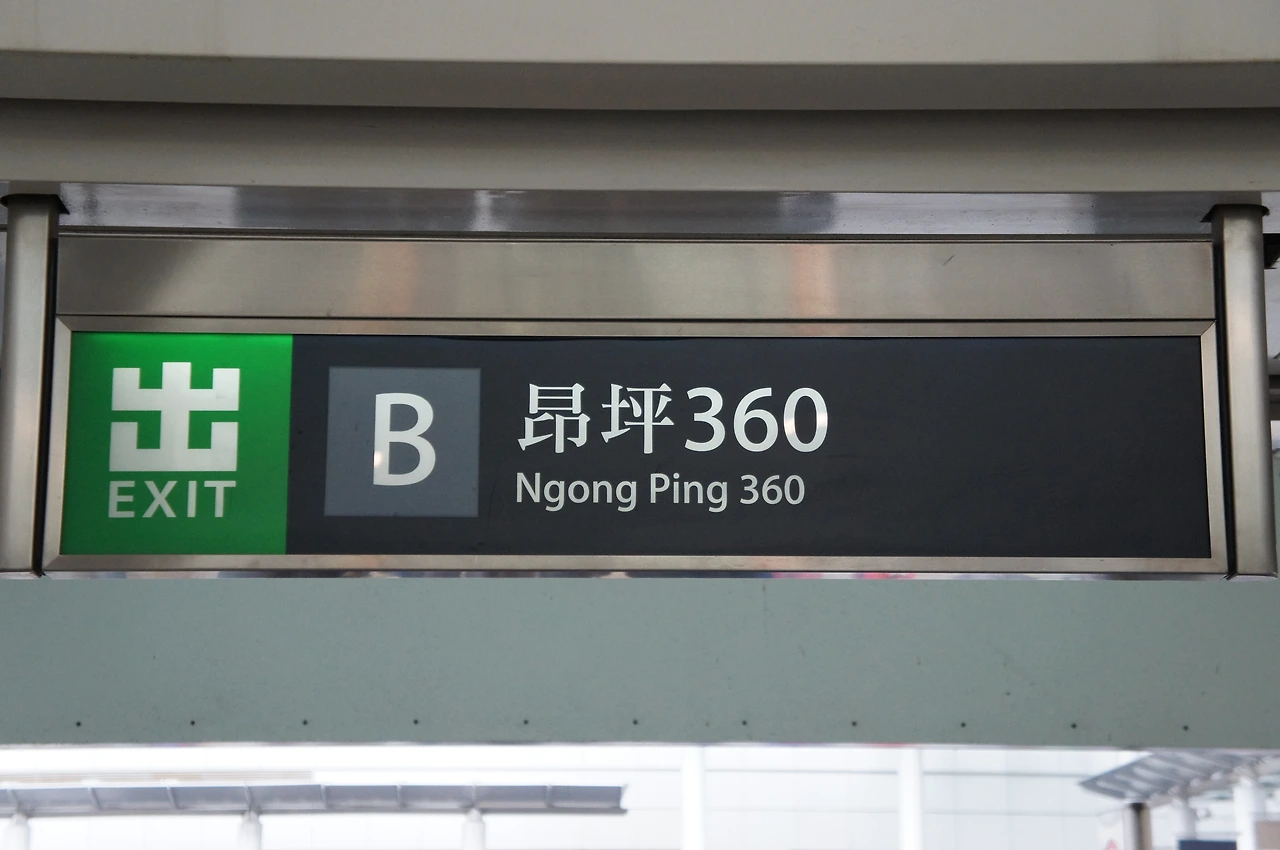 出
EXIT
B
昂坪360
Ngong Ping 360